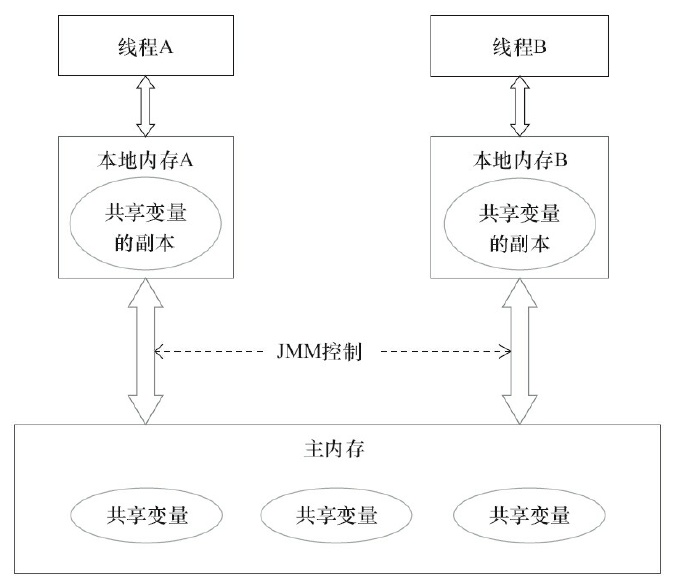 线程A
线程B
本地内存A
共享变量
的副本
本地内存B
共享变量
的副本
JMM控制
主内存
共享变量
共享变量
共享变量